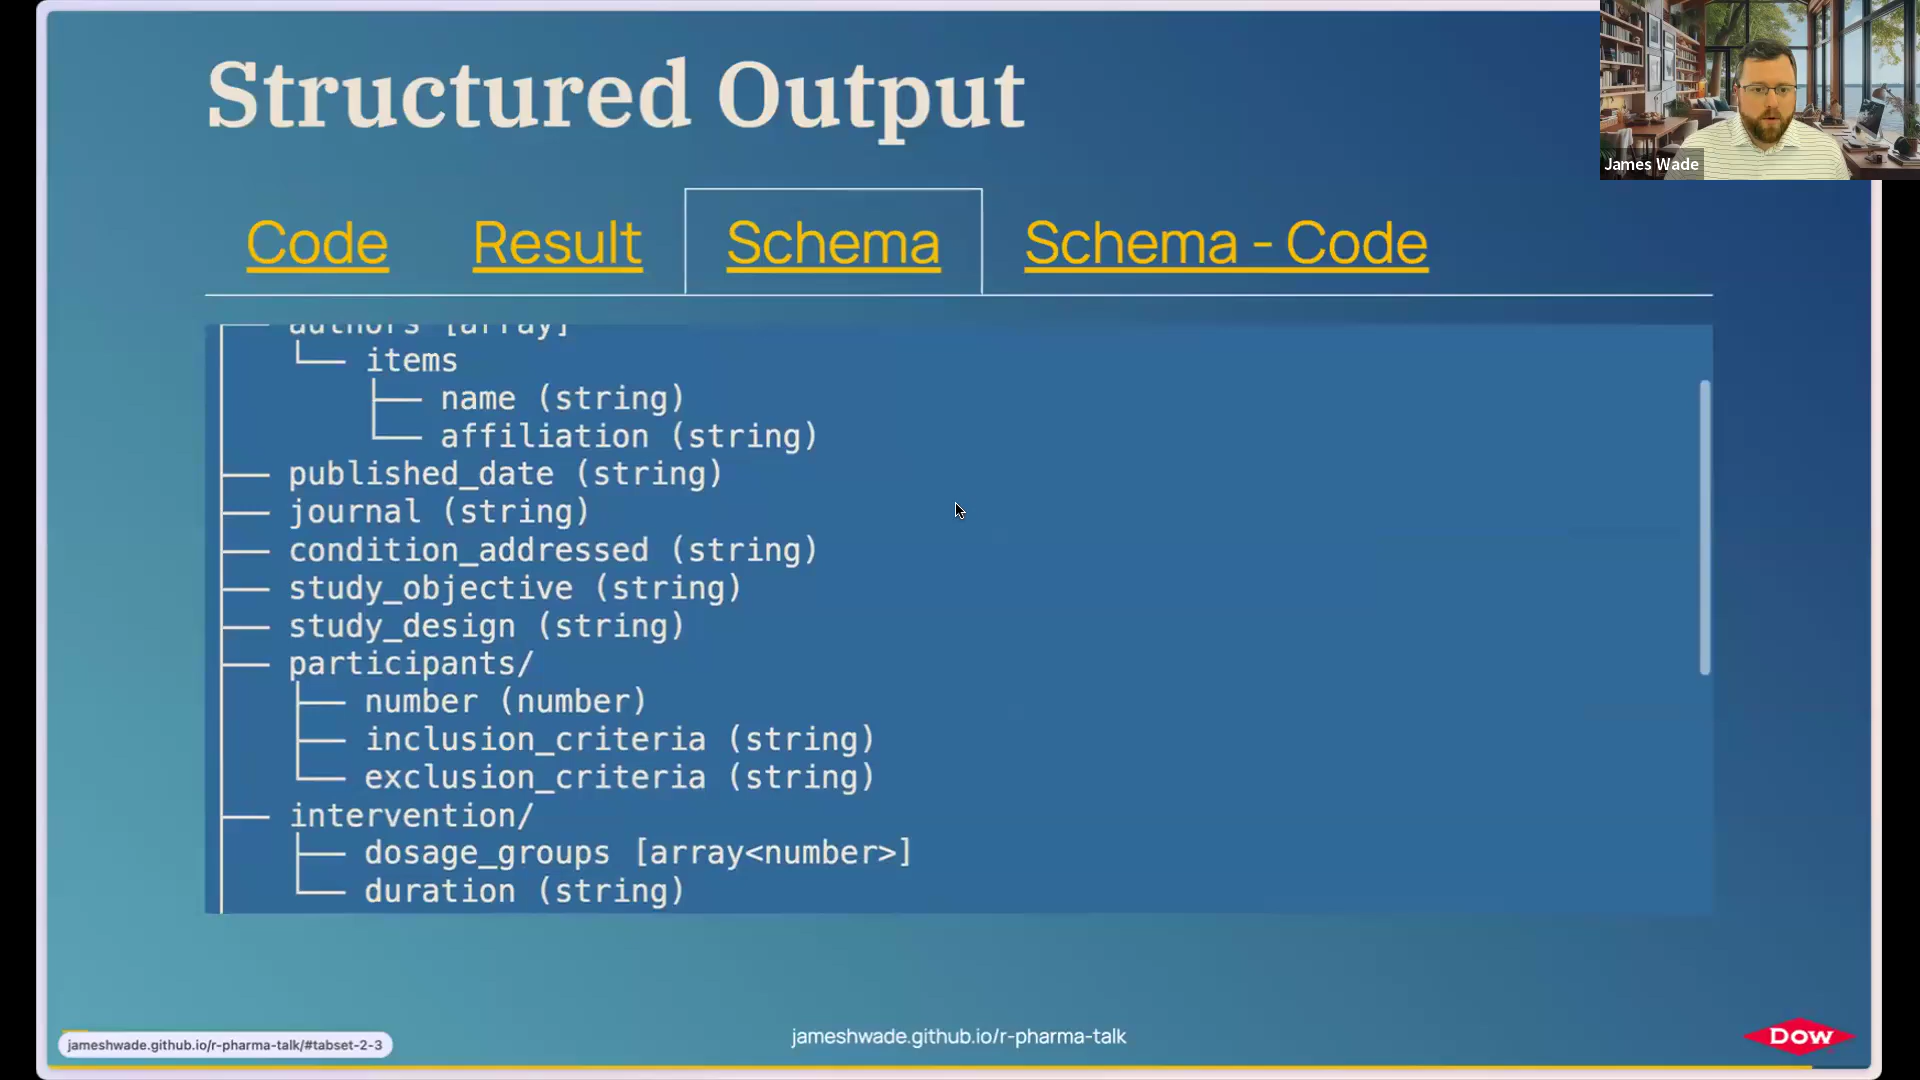 Structured Output
James Wade
Code Result Schema Schema - Code
authors [array]
items
name (string)
affiliation (string)
published_date (string)
journal (string)
condition_addressed (string)
study_objective (string)
study_design (string)
participants/
number (number)
inclusion_criteria (string)
exclusion_criteria (string)
intervention/
dosage_groups [array<number>]
duration (string)
jameshwade.github.io/r-pharma-talk
jameshwade.github.io/r-pharma-talk/#tabset-2-3
DOW